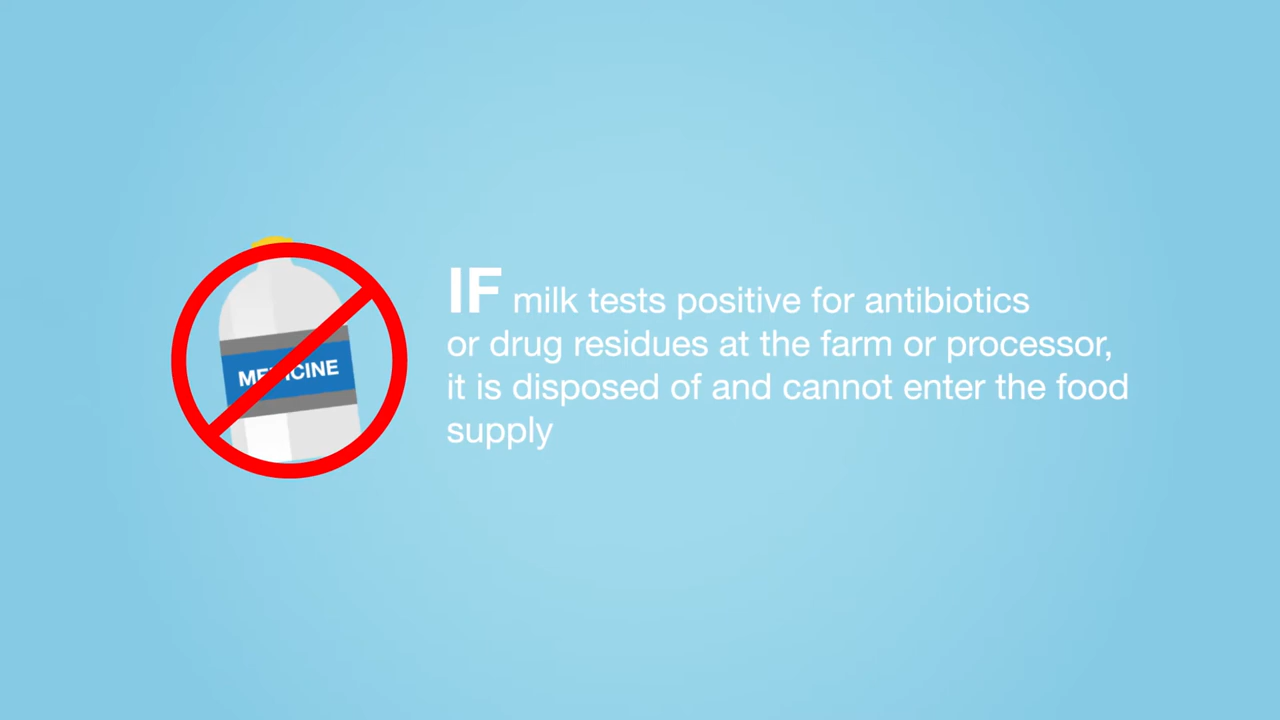 MEDICINE
IF milk tests positive for antibiotics
or drug residues at the farm or processor,
it is disposed of and cannot enter the food
supply